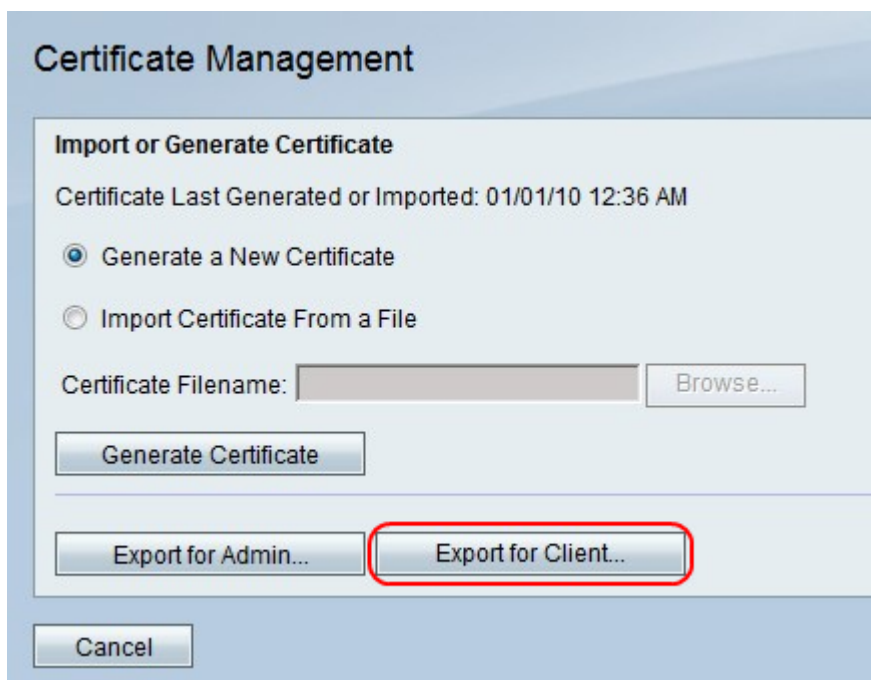 Certificate Management
Import or Generate Certificate
Certificate Last Generated or Imported: 01/01/10 12:36 AM
Generate a New Certificate
Import Certificate From a File
Certificate Filename: Browse...
Generate Certificate
Export for Admin... Export for Client...
Cancel